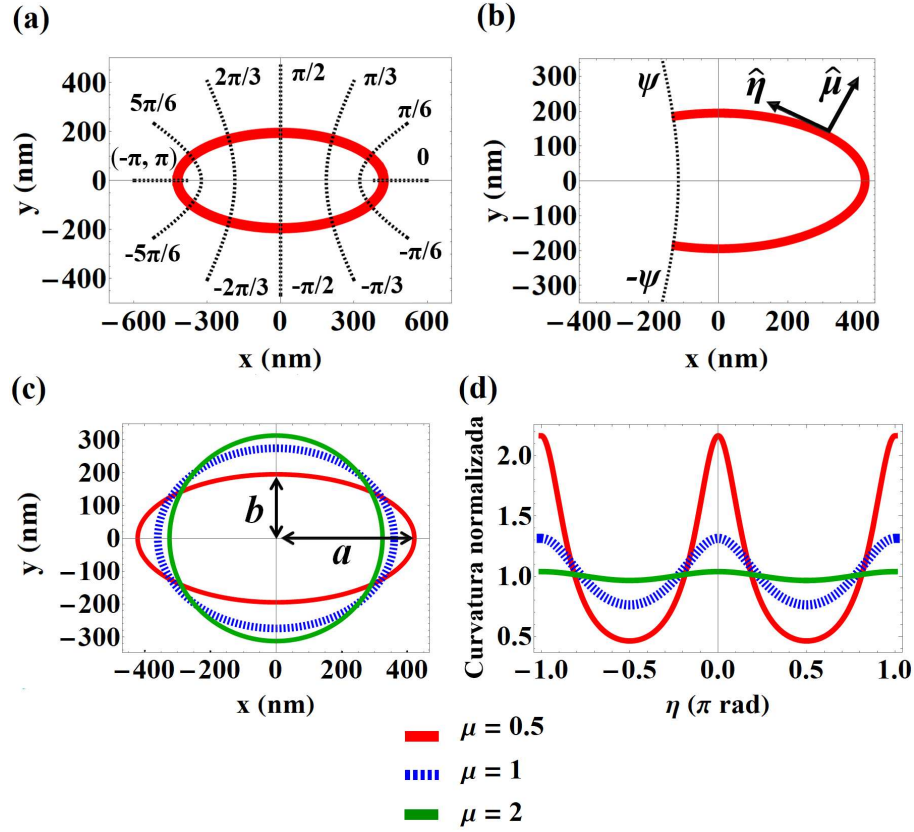 (a)
400
200
0
−200
−400
y (nm)
−600 −300 0 300 600
x (nm)
2π/3 π/2 π/3
5π/6 π/6
(-π, π) 0
-5π/6 -π/6
-2π/3 -π/2 -π/3
(b)
300
200
100
0
−100
−200
−300
y (nm)
−400 −200 0 200 400
x (nm)
ψ
-ψ
η̂
μ̂
(c)
300
200
100
0
−100
−200
−300
y (nm)
−400 −200 0 200 400
x (nm)
b
a
(d)
Curvatura normalizada
2.0
1.5
1.0
0.5
−1.0 −0.5 0.0 0.5 1.0
η (π rad)
μ = 0.5
μ = 1
μ = 2